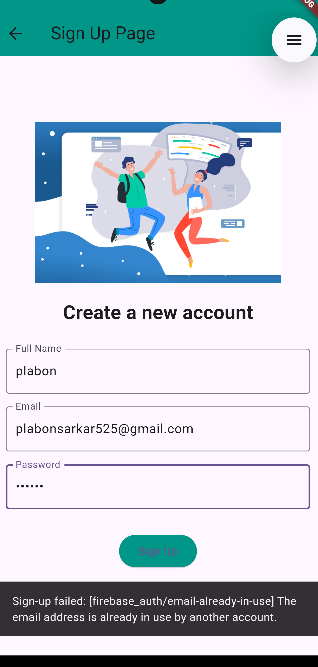 Sign Up Page
Create a new account
Full Name
plabon
Email
plabonsarkar525@gmail.com
Password
••••••
Sign Up
Sign-up failed: [firebase_auth/email-already-in-use] The
email address is already in use by another account.